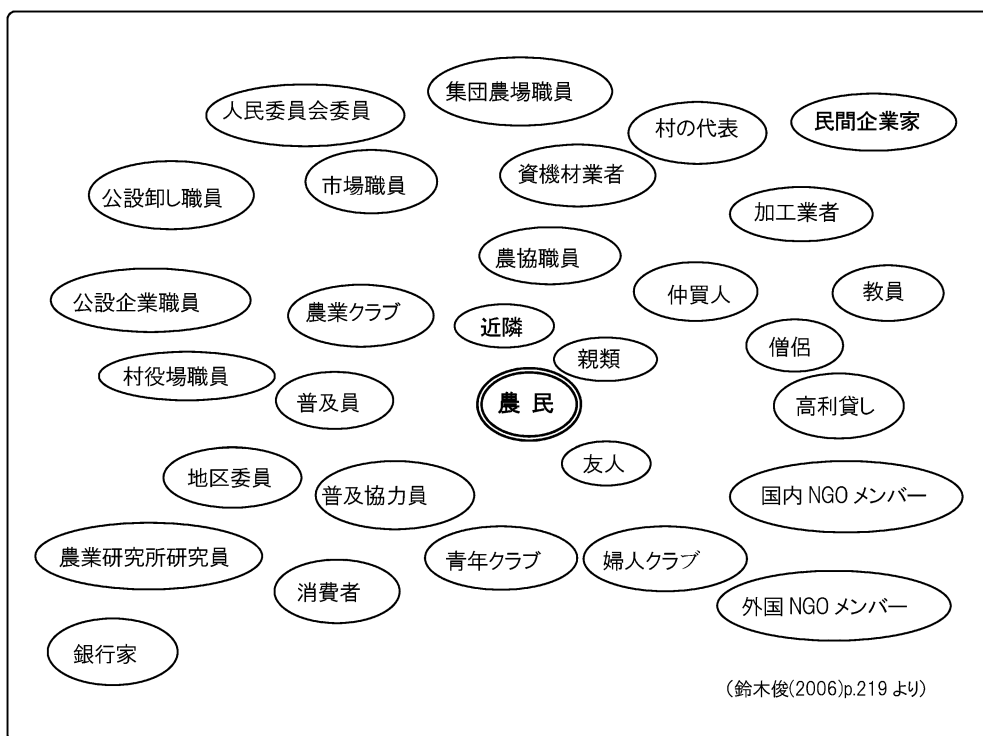 集団農場職員
人民委員会委員
村の代表
民間企業家
市場職員
資機材業者
公設卸し職員
加工業者
農協職員
仲買人
教員
公設企業職員
農業クラブ
近隣
僧侶
親類
村役場職員
普及員
農 民
高利貸し
友人
地区委員
普及協力員
国内 NGO メンバー
農業研究所研究員
青年クラブ
婦人クラブ
消費者
外国 NGO メンバー
銀行家
（鈴木俊(2006)p.219 より）